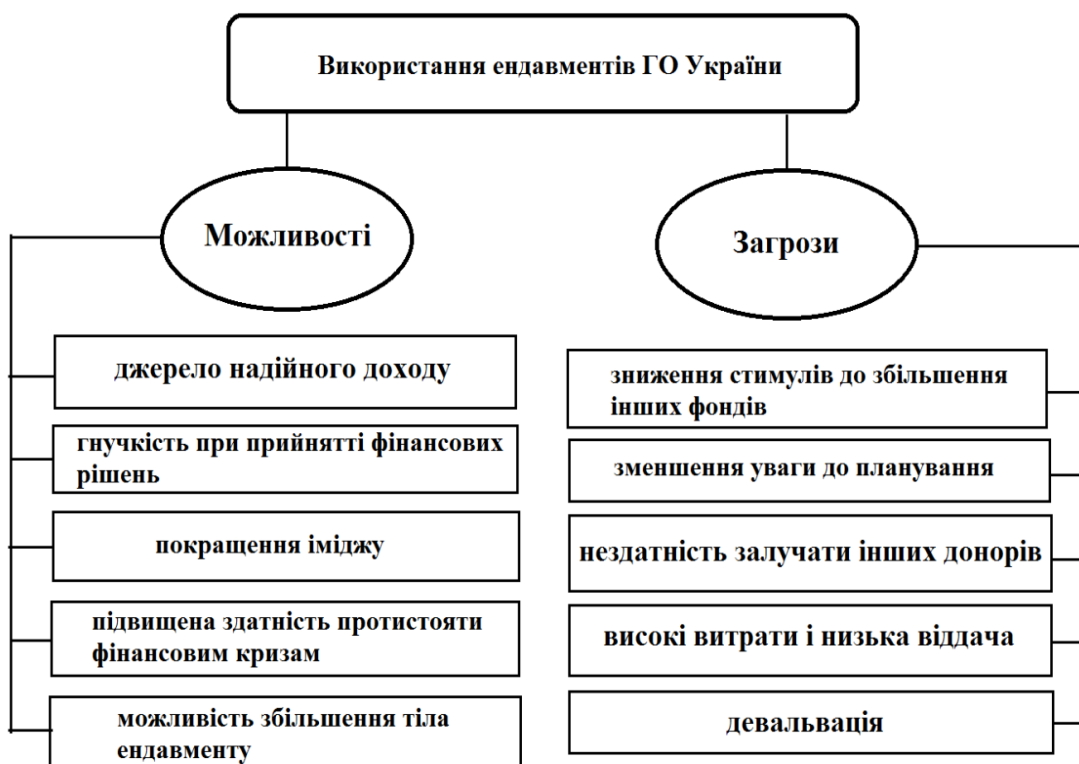 Використання ендавментів ГО України
Можливості
Загрози
джерело надійного доходу
гнучкість при прийнятті фінансових
рішень
покращення іміджу
підвищена здатність протистояти
фінансовим кризам
можливість збільшення тіла
ендавменту
зниження стимулів до збільшення
інших фондів
зменшення уваги до планування
нездатність залучати інших донорів
високі витрати і низька віддача
девальвація